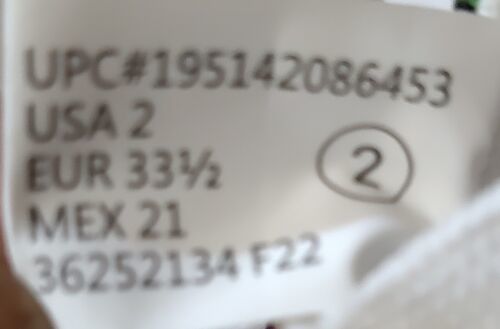 UPC#195142086453
USA 2
EUR 33½
2
MEX 21
36252134 F22